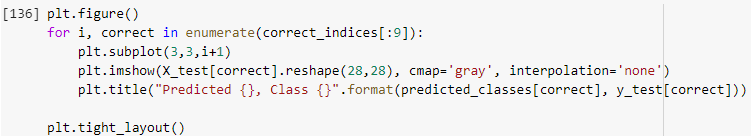 [136] plt.figure()
for i, correct in enumerate(correct_indices[:9]):
    plt.subplot(3,3,i+1)
    plt.imshow(X_test[correct].reshape(28,28), cmap='gray', interpolation='none')
    plt.title("Predicted {}, Class {}".format(predicted_classes[correct], y_test[correct]))
plt.tight_layout()